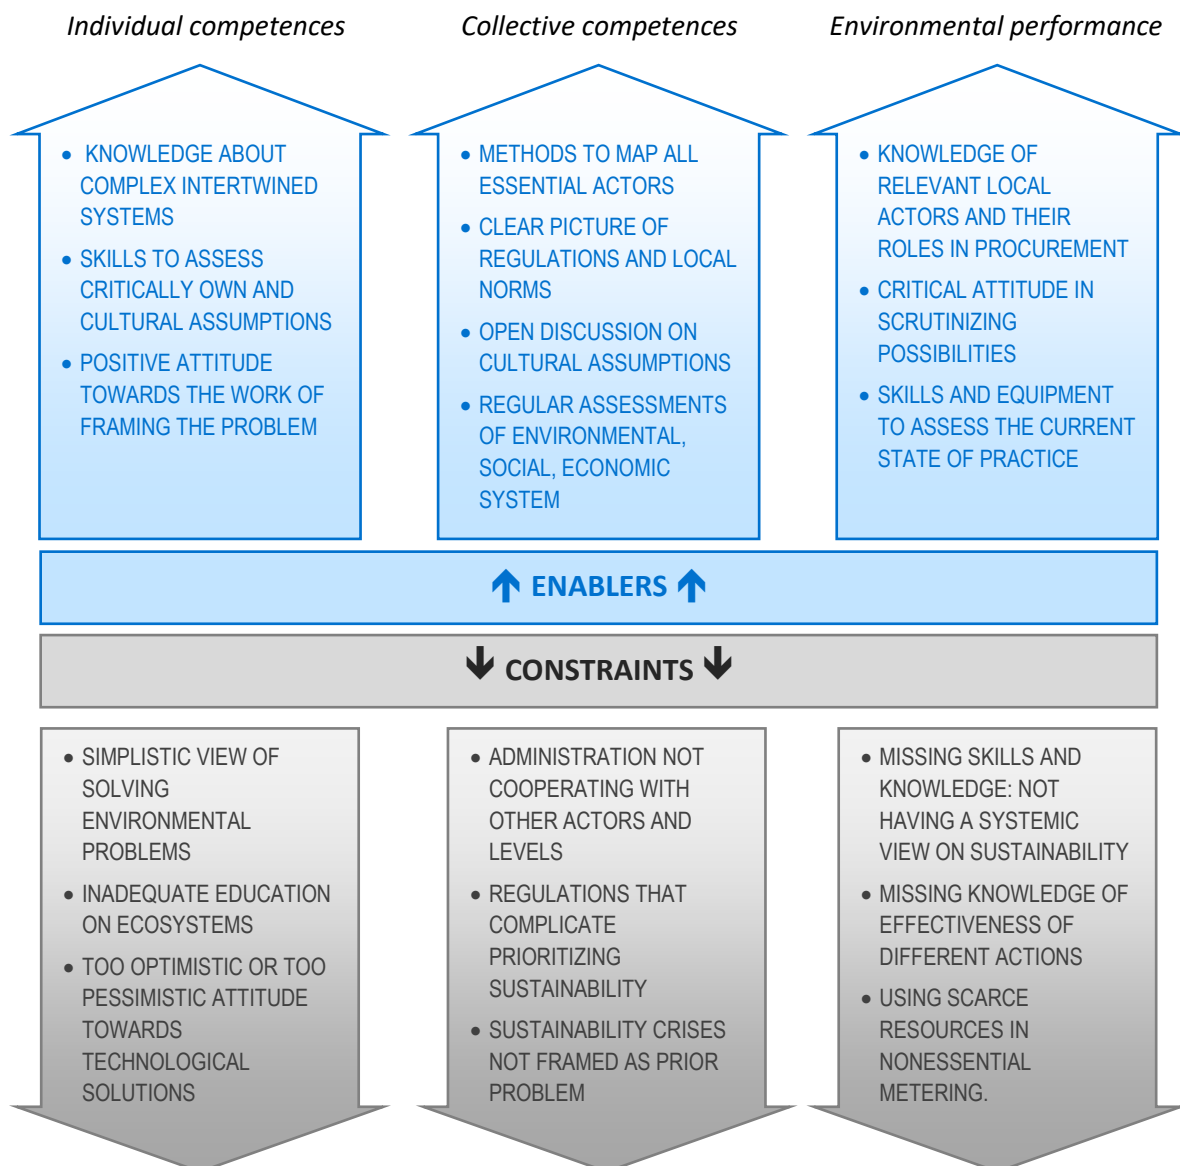 Individual competences
Collective competences
Environmental performance
• KNOWLEDGE ABOUT
COMPLEX INTERTWINED
SYSTEMS
• SKILLS TO ASSESS
CRITICALLY OWN AND
CULTURAL ASSUMPTIONS
• POSITIVE ATTITUDE
TOWARDS THE WORK OF
FRAMING THE PROBLEM
• METHODS TO MAP ALL
ESSENTIAL ACTORS
• CLEAR PICTURE OF
REGULATIONS AND LOCAL
NORMS
• OPEN DISCUSSION ON
CULTURAL ASSUMPTIONS
• REGULAR ASSESSMENTS
OF ENVIRONMENTAL,
SOCIAL, ECONOMIC
SYSTEM
• KNOWLEDGE OF
RELEVANT LOCAL
ACTORS AND THEIR
ROLES IN PROCUREMENT
• CRITICAL ATTITUDE IN
SCRUTINIZING
POSSIBILITIES
• SKILLS AND EQUIPMENT
TO ASSESS THE CURRENT
STATE OF PRACTICE
↑ ENABLERS ↑
↓ CONSTRAINTS ↓
• SIMPLISTIC VIEW OF
SOLVING
ENVIRONMENTAL
PROBLEMS
• INADEQUATE EDUCATION
ON ECOSYSTEMS
• TOO OPTIMISTIC OR TOO
PESSIMISTIC ATTITUDE
TOWARDS
TECHNOLOGICAL
SOLUTIONS
• ADMINISTRATION NOT
COOPERATING WITH
OTHER ACTORS AND
LEVELS
• REGULATIONS THAT
COMPLICATE
PRIORITIZING
SUSTAINABILITY
• SUSTAINABILITY CRISES
NOT FRAMED AS PRIOR
PROBLEM
• MISSING SKILLS AND
KNOWLEDGE: NOT
HAVING A SYSTEMIC
VIEW ON SUSTAINABILITY
• MISSING KNOWLEDGE OF
EFFECTIVENESS OF
DIFFERENT ACTIONS
• USING SCARCE
RESOURCES IN
NONESSENTIAL
METERING.